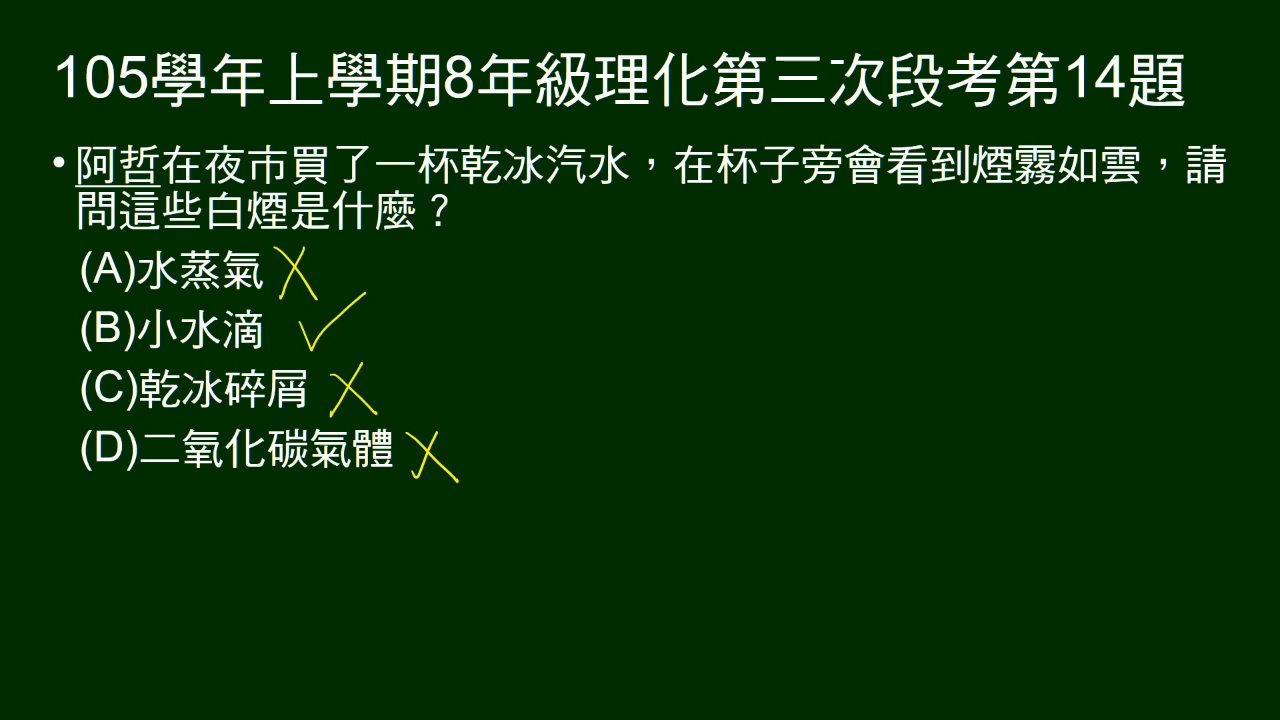 105學年上學期8年級理化第三次段考第14題
•阿哲在夜市買了一杯乾冰汽水，在杯子旁會看到煙霧如雲，請
問這些白煙是什麼？
(A)水蒸氣
(B)小水滴
(C)乾冰碎屑
(D)二氧化碳氣體